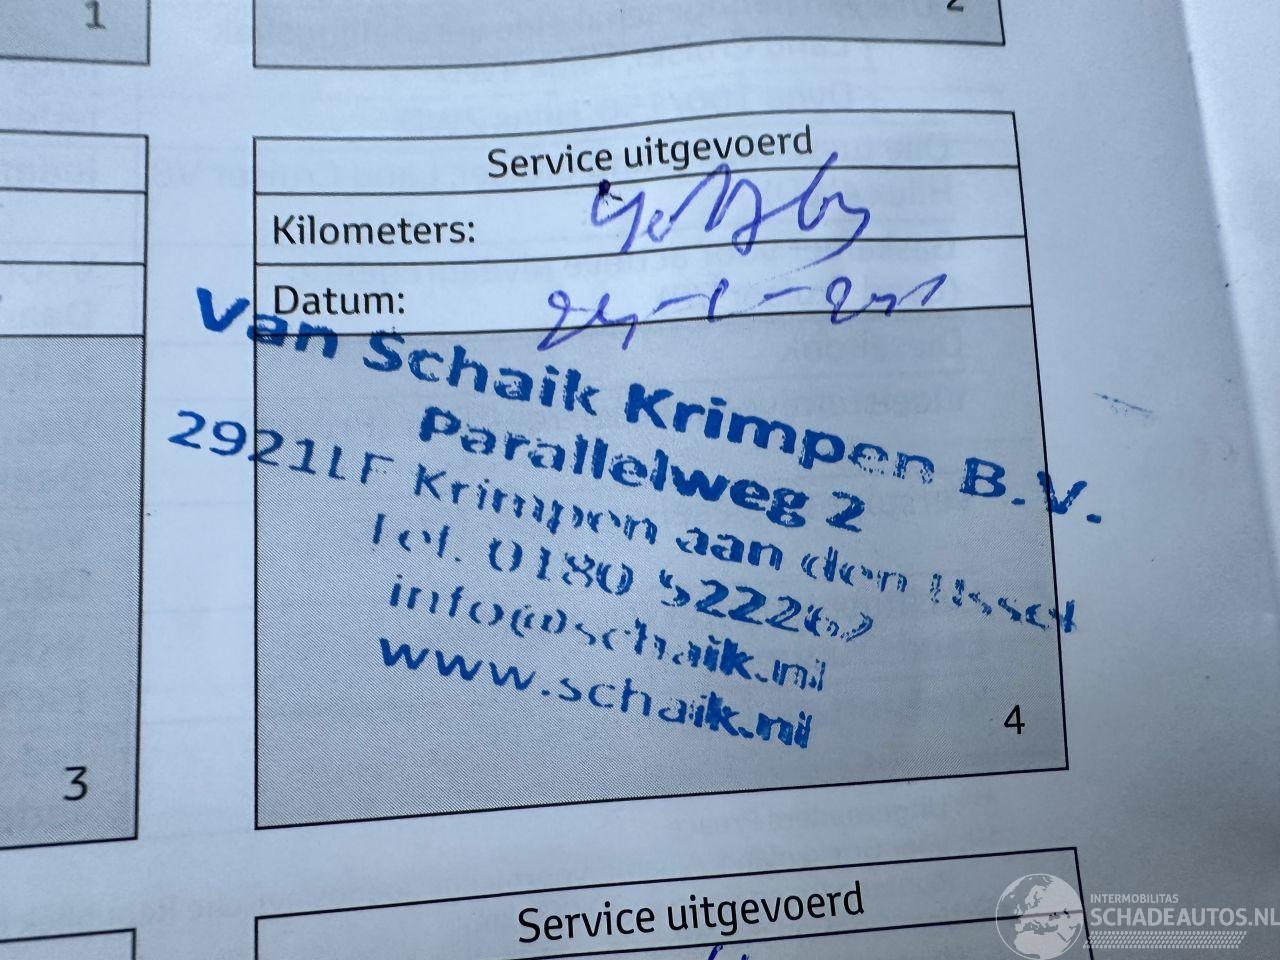 1
2
Service uitgevoerd
Kilometers:
Datum:
Van Schaik Krimpen B.V.
Parallelweg 2
2921LF Krimpen aan den IJssel
Tel. 0180 522262
info@schaik.nl
www.schaik.nl
4
3
Service uitgevoerd
INTERMOBILITAS
SCHADEAUTOS.NL